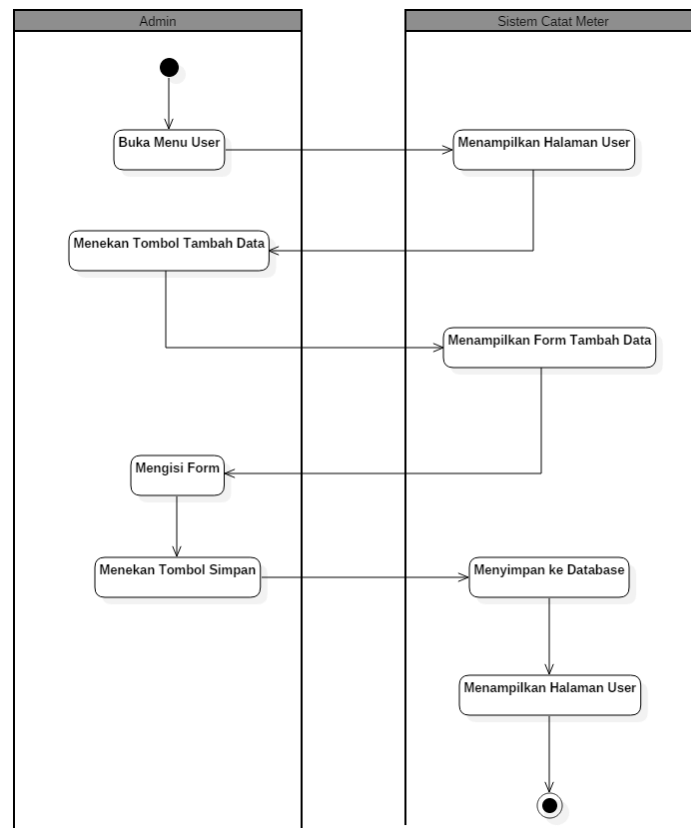 Admin
Sistem Catat Meter
Buka Menu User
Menampilkan Halaman User
Menekan Tombol Tambah Data
Menampilkan Form Tambah Data
Mengisi Form
Menekan Tombol Simpan
Menyimpan ke Database
Menampilkan Halaman User